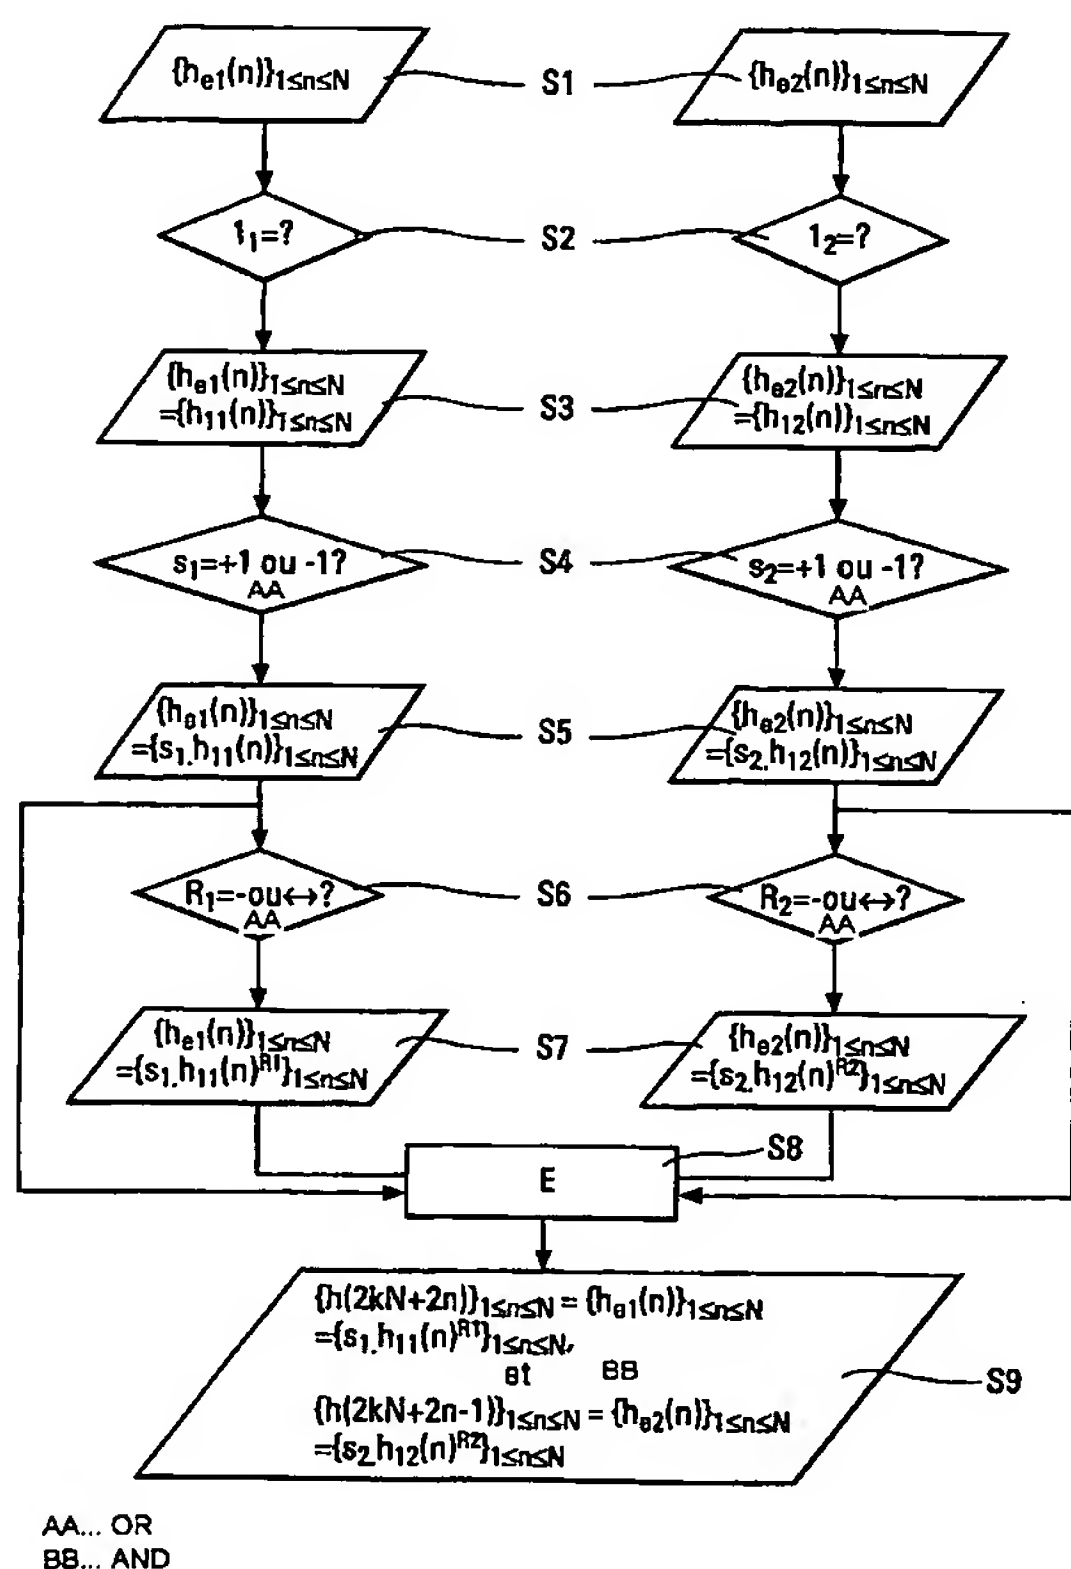 {he1(n)}1≤n≤N S1 {he2(n)}1≤n≤N
11=? S2 12=?
{he1(n)}1≤n≤N
={h11(n)}1≤n≤N
S3
{he2(n)}1≤n≤N
={h12(n)}1≤n≤N
s1=+1 ou -1?
AA
S4
s2=+1 ou -1?
AA
{he1(n)}1≤n≤N
={s1.h11(n)}1≤n≤N
S5
{he2(n)}1≤n≤N
={s2.h12(n)}1≤n≤N
R1=-ou↔?
AA
S6
R2=-ou↔?
AA
{he1(n)}1≤n≤N
={s1.h11(n)R1}1≤n≤N
S7
{he2(n)}1≤n≤N
={s2.h12(n)R2}1≤n≤N
S8
E
{h(2kN+2n)}1≤n≤N = {he1(n)}1≤n≤N
={s1.h11(n)R1}1≤n≤N,
et BB
{h(2kN+2n-1)}1≤n≤N = {he2(n)}1≤n≤N
={s2.h12(n)R2}1≤n≤N
S9
AA... OR
BB... AND